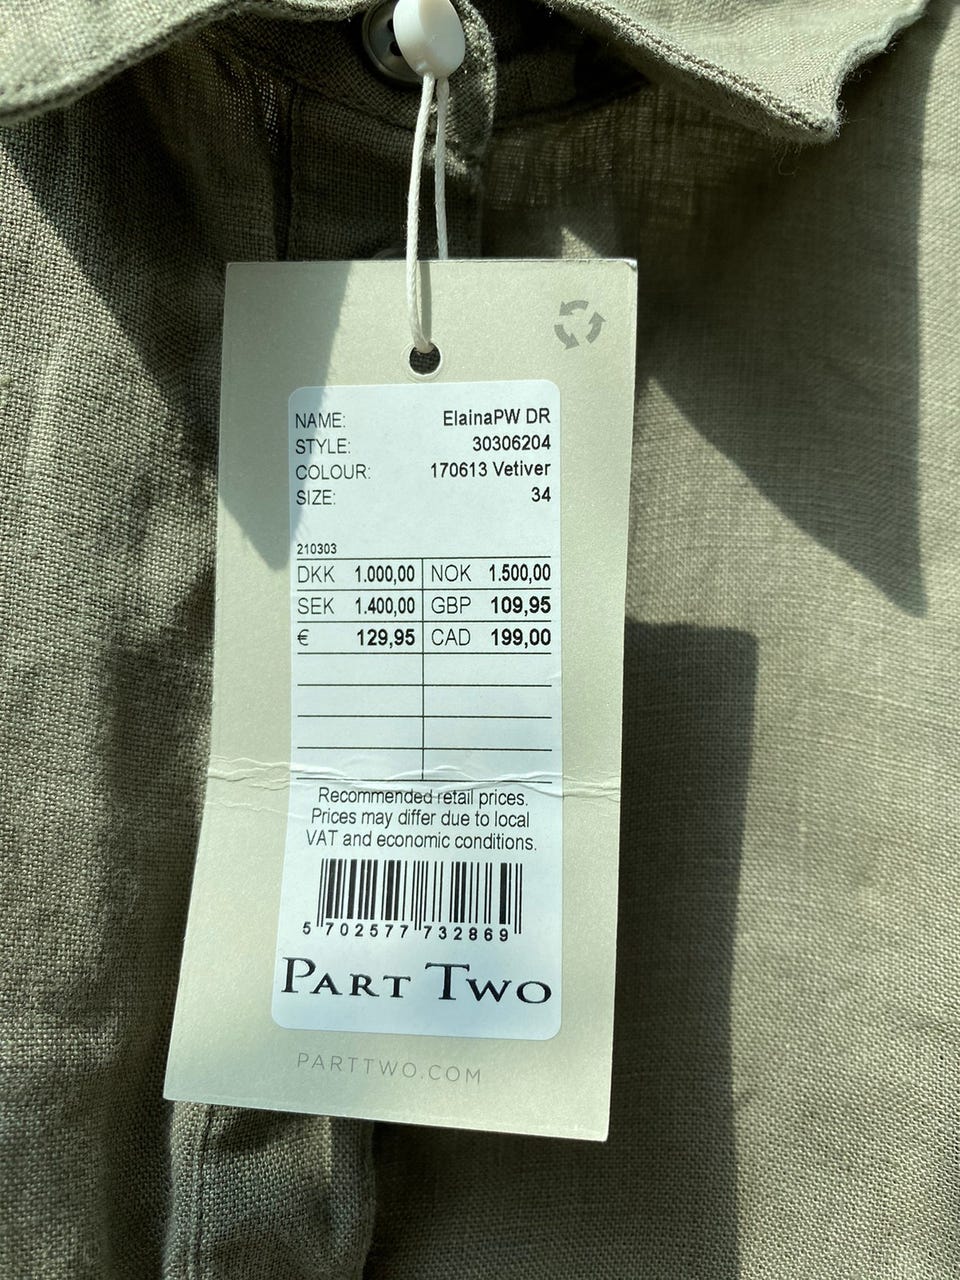 NAME: ElainaPW DR
STYLE: 30306204
COLOUR: 170613 Vetiver
SIZE: 34
210303
DKK 1.000,00 NOK 1.500,00
SEK 1.400,00 GBP 109,95
€ 129,95 CAD 199,00
Recommended retail prices.
Prices may differ due to local
VAT and economic conditions.
5 702577 732869
PART TWO
PARTTWO.COM